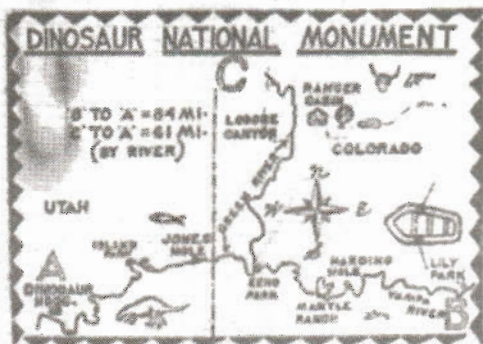 DINOSAUR NATIONAL MONUMENT
C
RANGER
CABIN
LODORE
CANYON
"B" TO "A" = 84 MI.
"C" TO "A" = 61 MI.
(BY RIVER)
COLORADO
GREEN RIVER
UTAH
N
W E
S
ISLAND
PARK
JONES
HOLE
A
DINOSAUR
ECHO
PARK
HARDING
HOLE
MANTLE
RANCH
LILY
PARK
YAMPA
RIVER
B